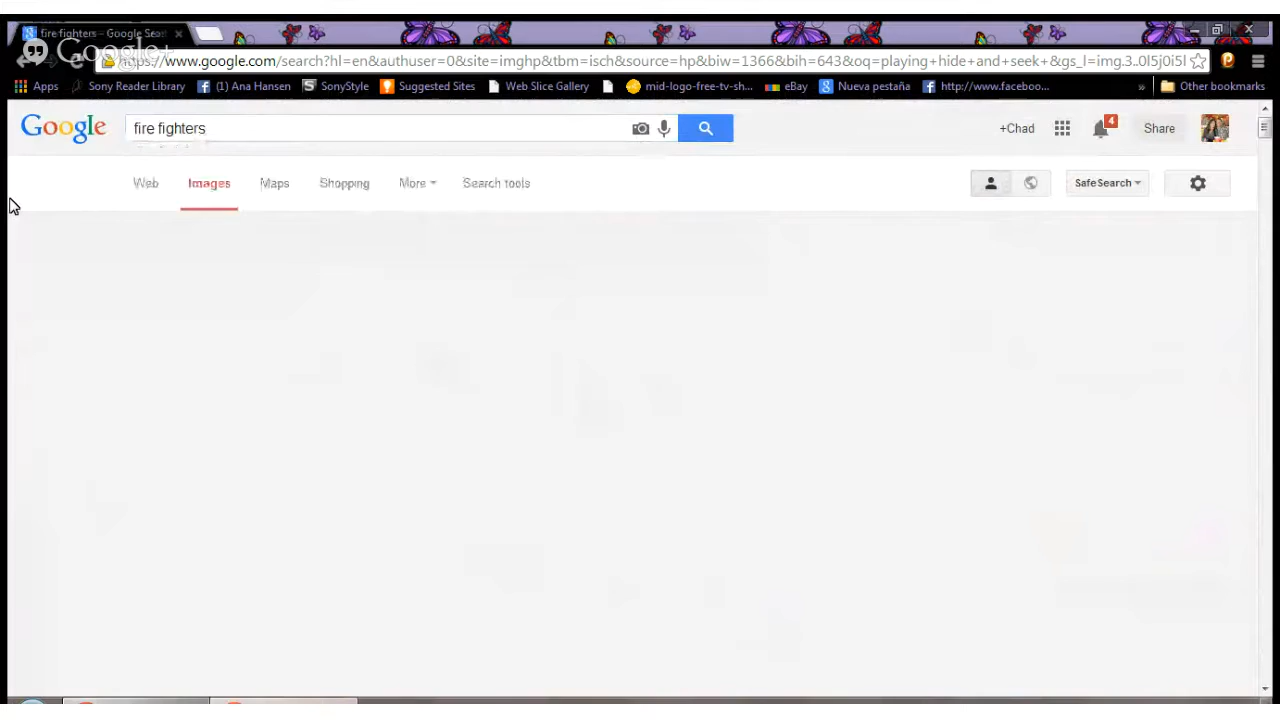 fire fighters - Google Sea
Google+
https://www.google.com/search?hl=en&authuser=0&site=imghp&tbm=isch&source=hp&biw=1366&bih=643&oq=playing+hide+and+seek+&gs_l=img.3..0l5j0i5l
Apps Sony Reader Library (1) Ana Hansen SonyStyle Suggested Sites Web Slice Gallery mid-logo-free-tv-sh... eBay Nueva pestaña http://www.faceboo... » Other bookmarks
Google fire fighters +Chad 4 Share
Web Images Maps Shopping More Search tools SafeSearch